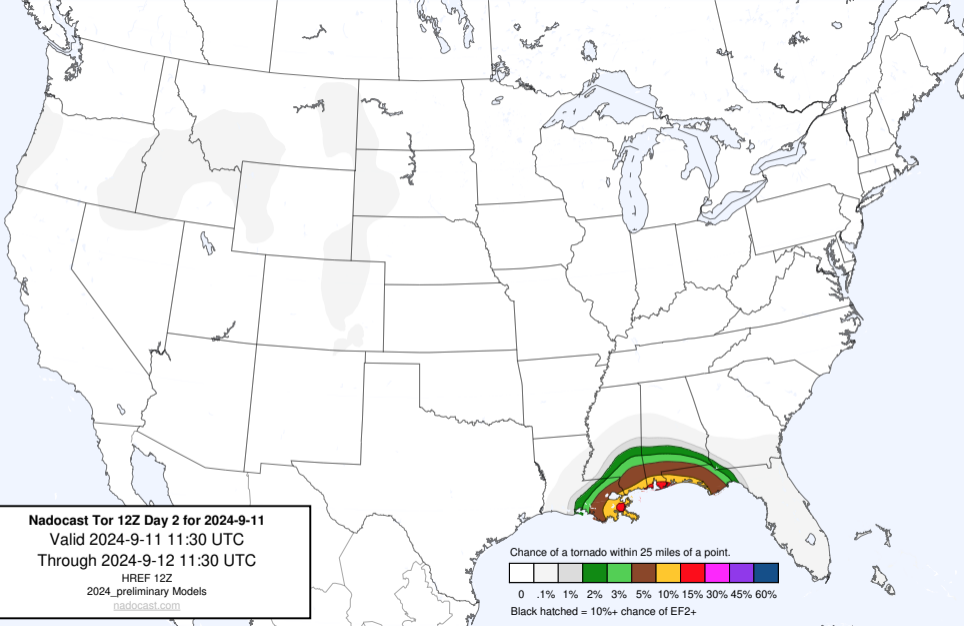 Nadocast Tor 12Z Day 2 for 2024-9-11
Valid 2024-9-11 11:30 UTC
Through 2024-9-12 11:30 UTC
HREF 12Z
2024_preliminary Models
nadocast.com
Chance of a tornado within 25 miles of a point.
0 .1% 1% 2% 3% 5% 10% 15% 30% 45% 60%
Black hatched = 10%+ chance of EF2+